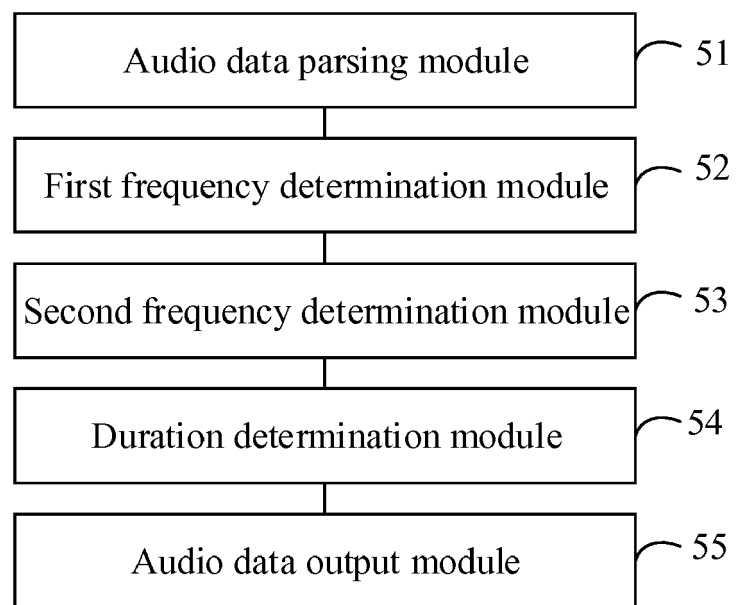 Audio data parsing module 51
First frequency determination module 52
Second frequency determination module 53
Duration determination module 54
Audio data output module 55